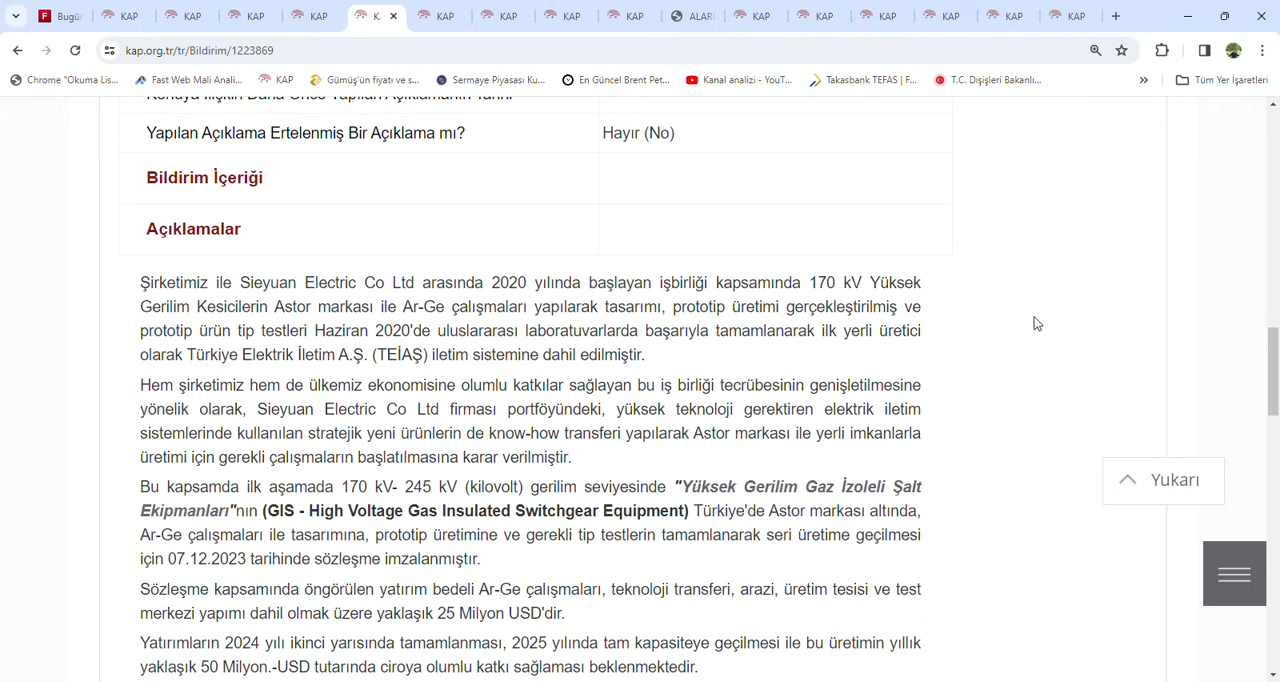 Bugü
KAP
KAP
KAP
KAP
K
KAP
KAP
KAP
KAP
ALAR
KAP
KAP
KAP
KAP
KAP
KAP
kap.org.tr/tr/Bildirim/1223869
Chrome "Okuma Lis...
Fast Web Mali Anali...
KAP
Gümüş'ün fiyatı ve s...
Sermaye Piyasası Ku...
En Güncel Brent Pet...
Kanal analizi - YouT...
Takasbank TEFAS | F...
T.C. Dışişleri Bakanlı...
Tüm Yer İşaretleri
Konuya İlişkin Daha Önce Yapılan Açıklamanın Tarihi
Yapılan Açıklama Ertelenmiş Bir Açıklama mı? Hayır (No)
Bildirim İçeriği
Açıklamalar
Şirketimiz ile Sieyuan Electric Co Ltd arasında 2020 yılında başlayan işbirliği kapsamında 170 kV Yüksek
Gerilim Kesicilerin Astor markası ile Ar-Ge çalışmaları yapılarak tasarımı, prototip üretimi gerçekleştirilmiş ve
prototip ürün tip testleri Haziran 2020'de uluslararası laboratuvarlarda başarıyla tamamlanarak ilk yerli üretici
olarak Türkiye Elektrik İletim A.Ş. (TEİAŞ) iletim sistemine dahil edilmiştir.
Hem şirketimiz hem de ülkemiz ekonomisine olumlu katkılar sağlayan bu iş birliği tecrübesinin genişletilmesine
yönelik olarak, Sieyuan Electric Co Ltd firması portföyündeki, yüksek teknoloji gerektiren elektrik iletim
sistemlerinde kullanılan stratejik yeni ürünlerin de know-how transferi yapılarak Astor markası ile yerli imkanlarla
üretimi için gerekli çalışmaların başlatılmasına karar verilmiştir.
Bu kapsamda ilk aşamada 170 kV- 245 kV (kilovolt) gerilim seviyesinde "Yüksek Gerilim Gaz İzoleli Şalt
Ekipmanları"nın (GIS - High Voltage Gas Insulated Switchgear Equipment) Türkiye'de Astor markası altında,
Ar-Ge çalışmaları ile tasarımına, prototip üretimine ve gerekli tip testlerin tamamlanarak seri üretime geçilmesi
için 07.12.2023 tarihinde sözleşme imzalanmıştır.
Sözleşme kapsamında öngörülen yatırım bedeli Ar-Ge çalışmaları, teknoloji transferi, arazi, üretim tesisi ve test
merkezi yapımı dahil olmak üzere yaklaşık 25 Milyon USD'dir.
Yatırımların 2024 yılı ikinci yarısında tamamlanması, 2025 yılında tam kapasiteye geçilmesi ile bu üretimin yıllık
yaklaşık 50 Milyon.-USD tutarında ciroya olumlu katkı sağlaması beklenmektedir.
Yukarı